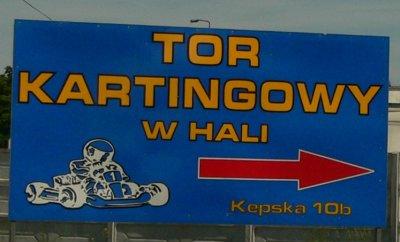 TOR
KARTINGOWY
W HALI
Kępska 10b